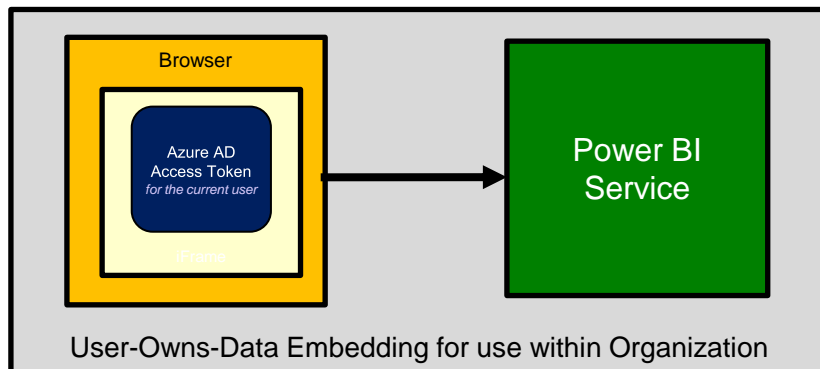 Browser
Azure AD
Access Token
for the current user
iFrame
Power BI
Service
User-Owns-Data Embedding for use within Organization